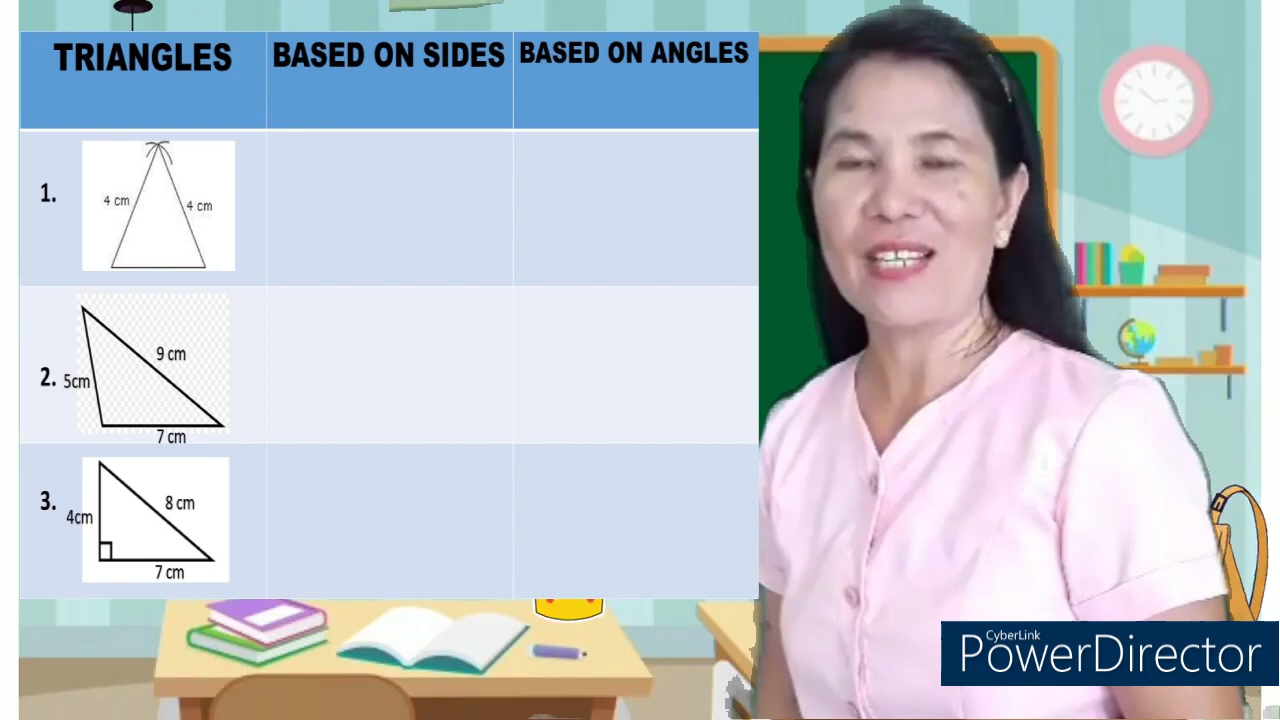 TRIANGLES BASED ON SIDES BASED ON ANGLES
1.
4 cm 4 cm
9 cm
2. 5cm
7 cm
3. 8 cm
4cm
7 cm
CyberLink
PowerDirector